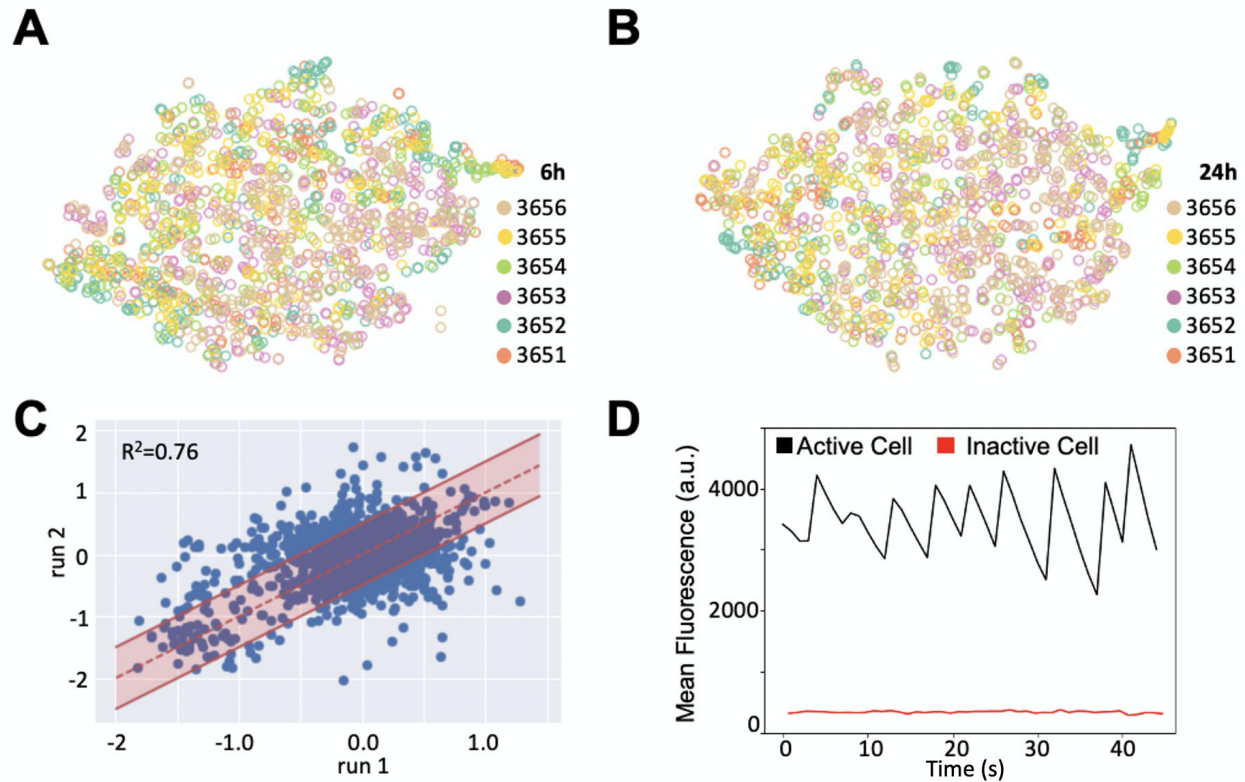 A
6h
3656
3655
3654
3653
3652
3651
B
24h
3656
3655
3654
3653
3652
3651
C
R²=0.76
2
1
0
-1
-2
run 2
-2
-1.0
0.0
1.0
run 1
D
Active Cell
Inactive Cell
4000
2000
0
Mean Fluorescence (a.u.)
0
10
20
30
40
Time (s)